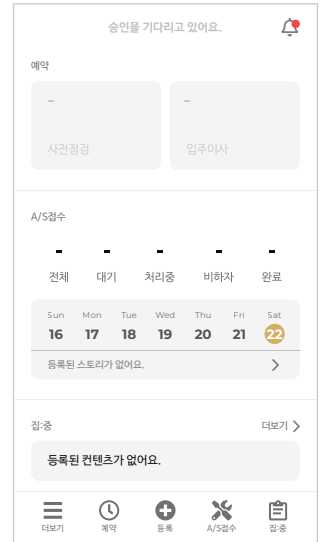 승인을 기다리고 있어요.
예약
- -
사전점검 입주이사
A/S접수
- - - - -
전체 대기 처리중 비하자 완료
Sun Mon Tue Wed Thu Fri Sat
16 17 18 19 20 21 22
등록된 스토리가 없어요.
집:중 더보기
등록된 컨텐츠가 없어요.
더보기 예약 등록 A/S접수 집:중